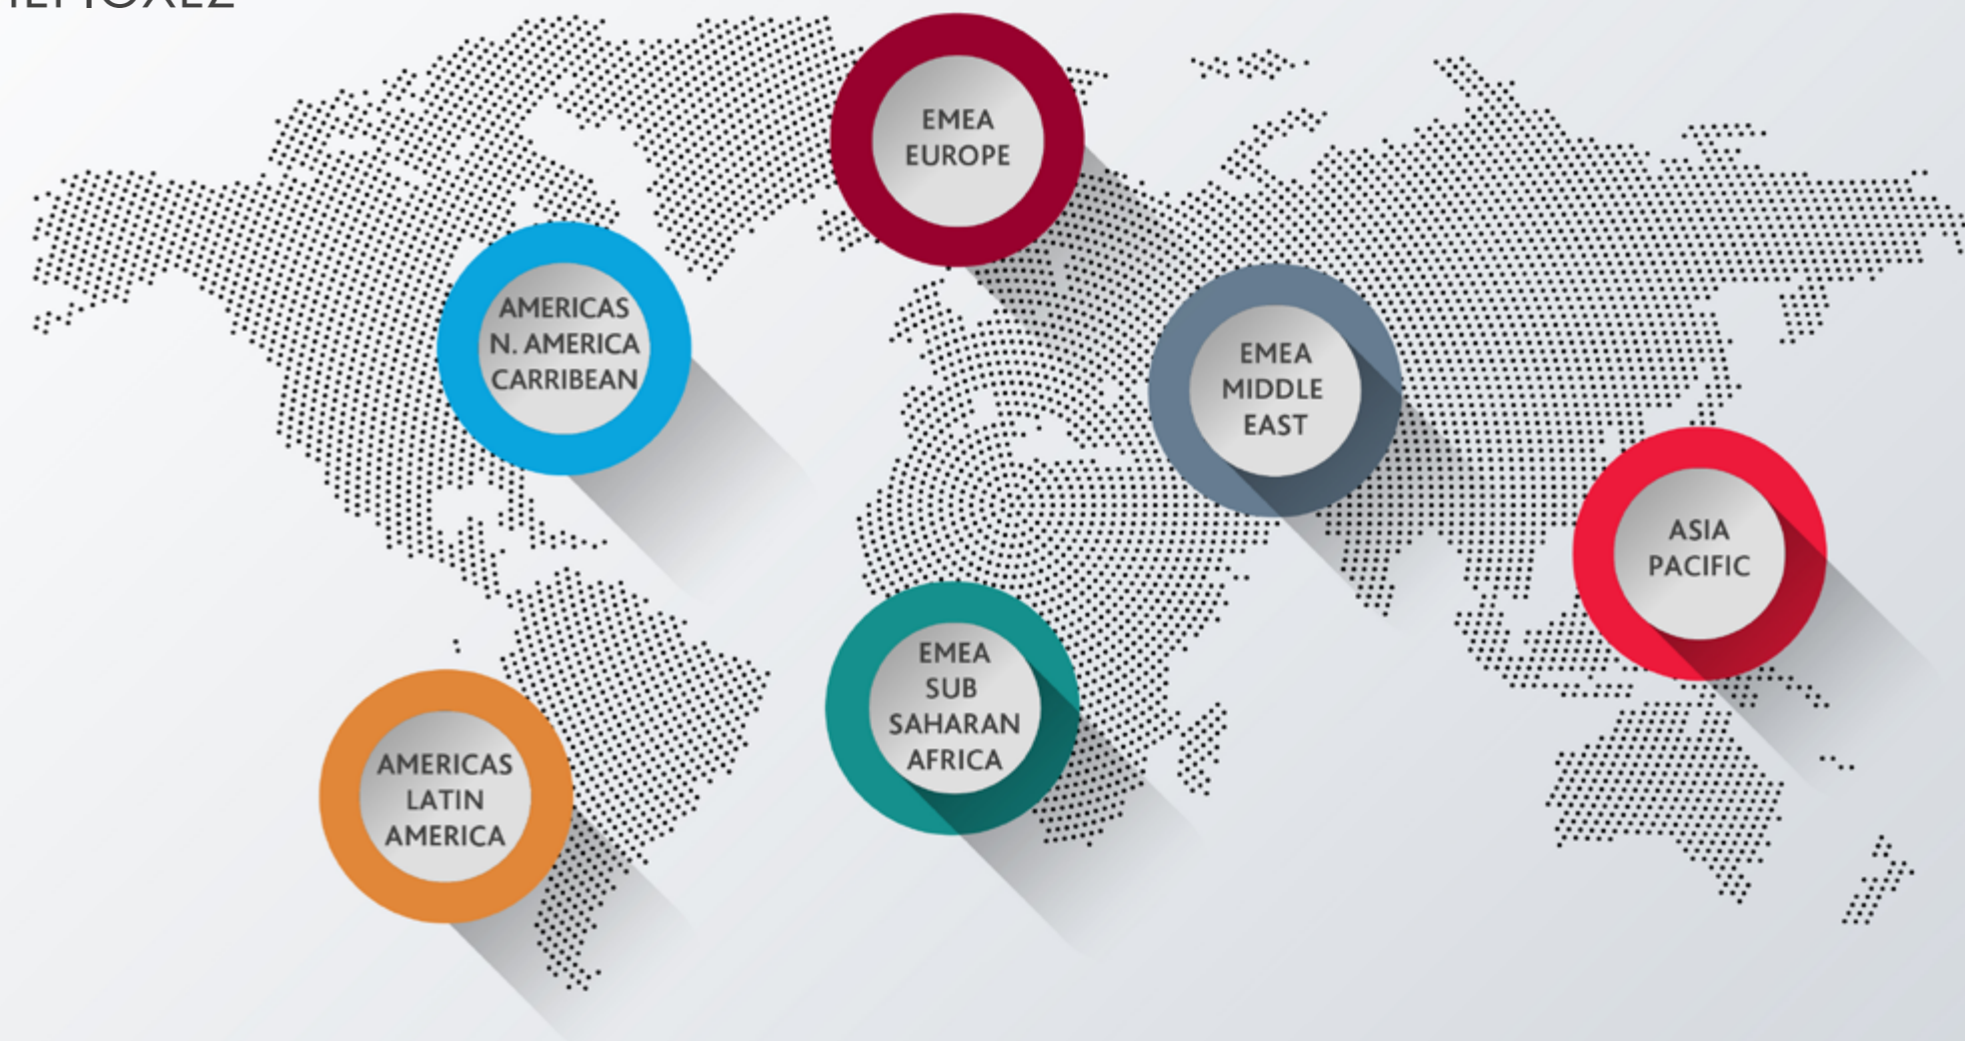 EMEA
EUROPE
AMERICAS
N. AMERICA
CARRIBEAN
EMEA
MIDDLE
EAST
ASIA
PACIFIC
EMEA
SUB
SAHARAN
AFRICA
AMERICAS
LATIN
AMERICA